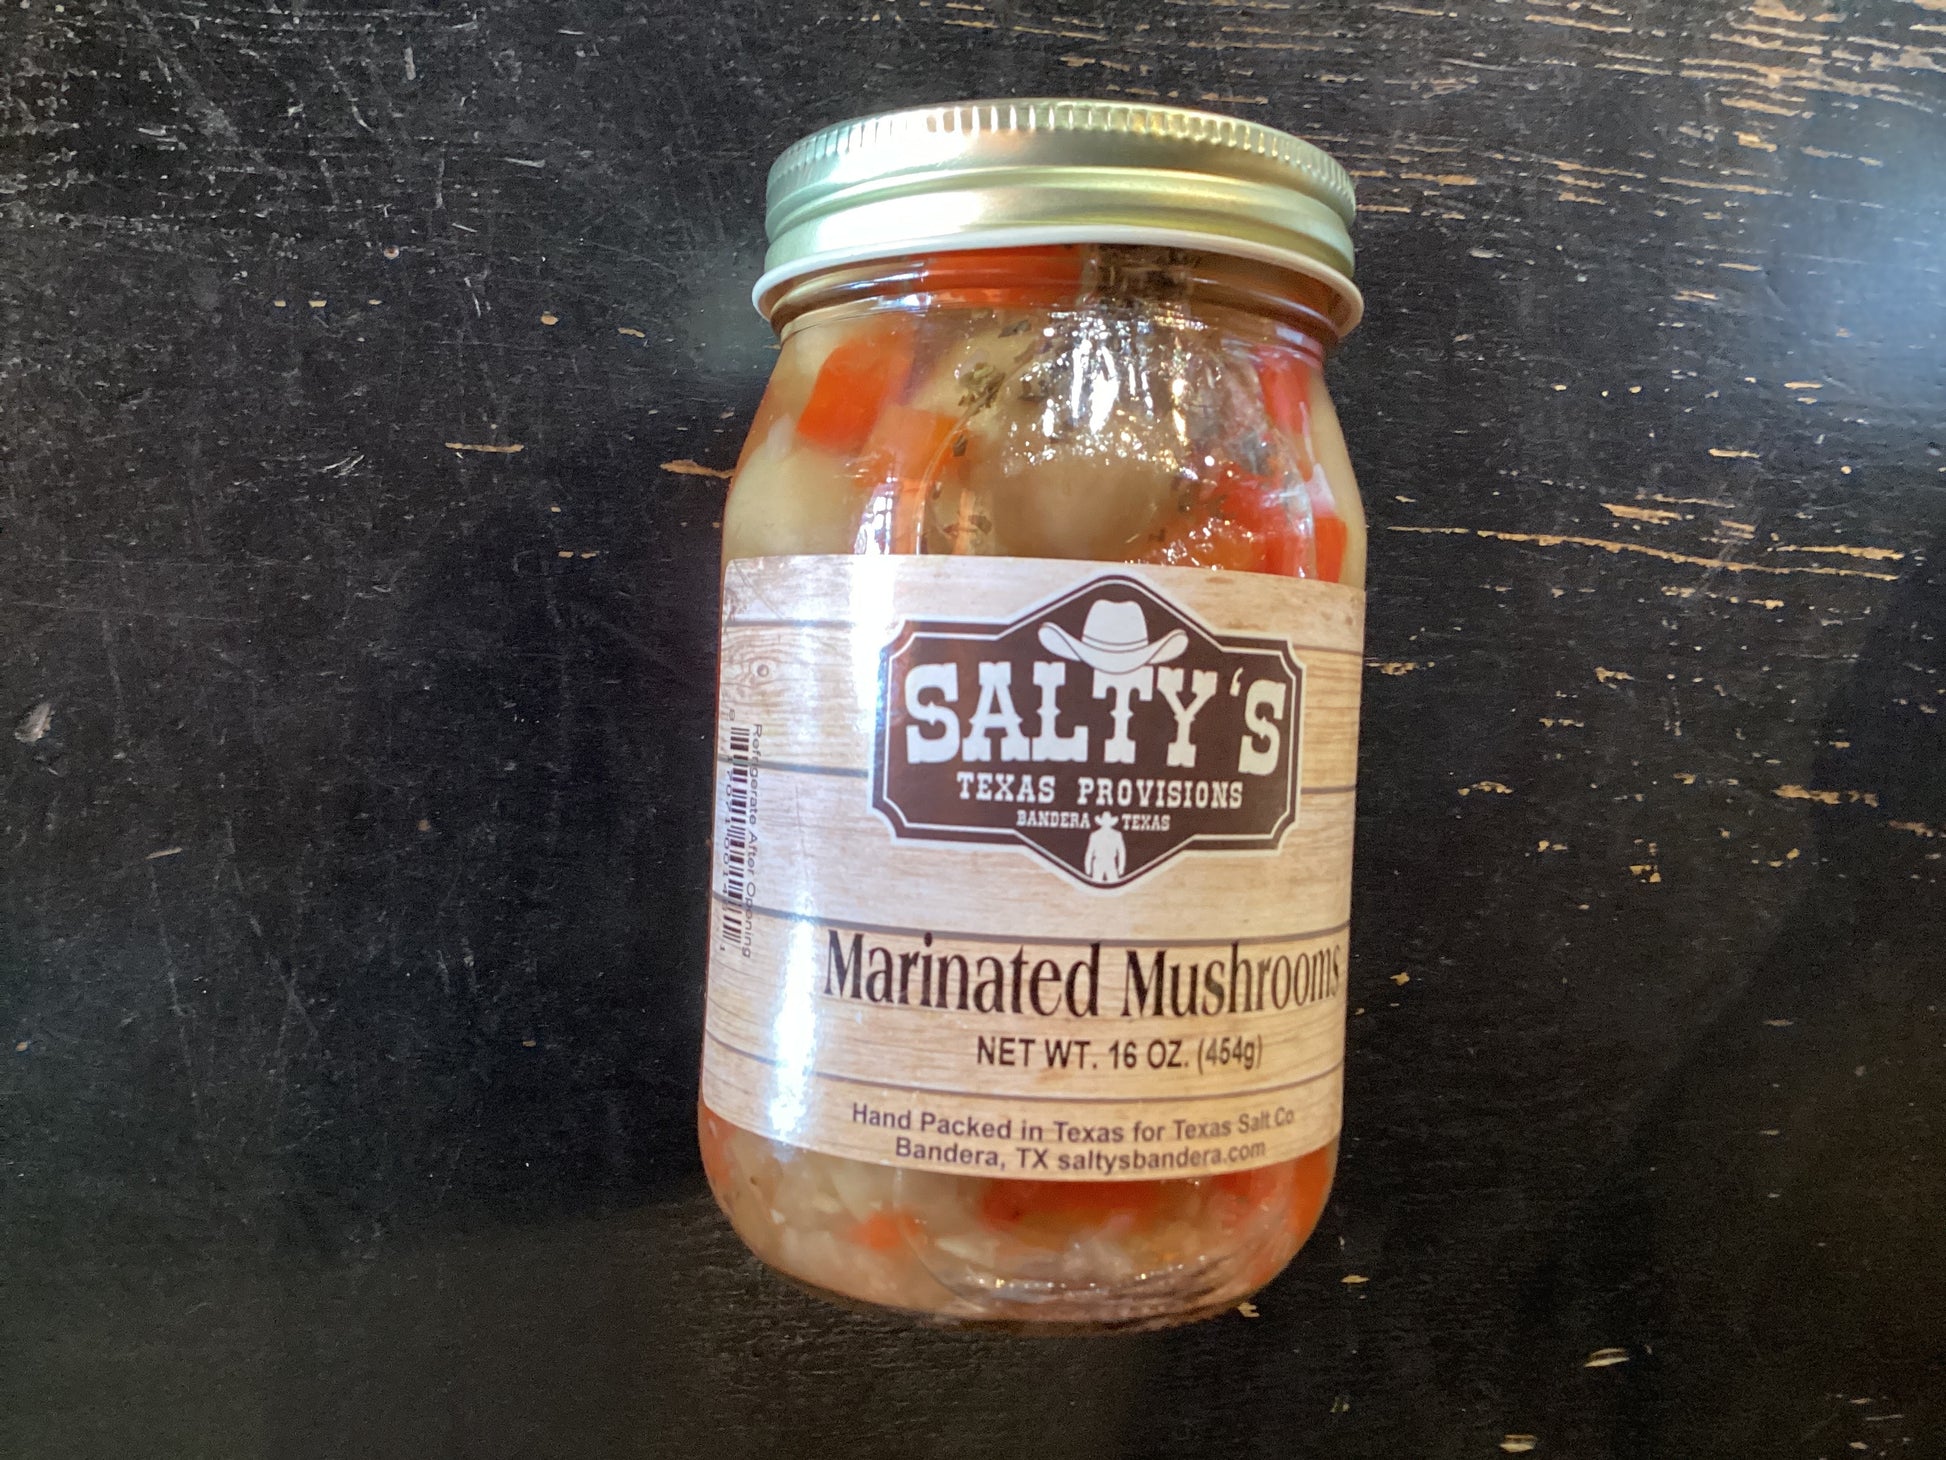 SALTY'S
TEXAS PROVISIONS
BANDERA TEXAS
Marinated Mushrooms
NET WT. 16 OZ. (454g)
Hand Packed in Texas for Texas Salt Co
Bandera, TX saltysbandera.com
Refrigerate After Opening